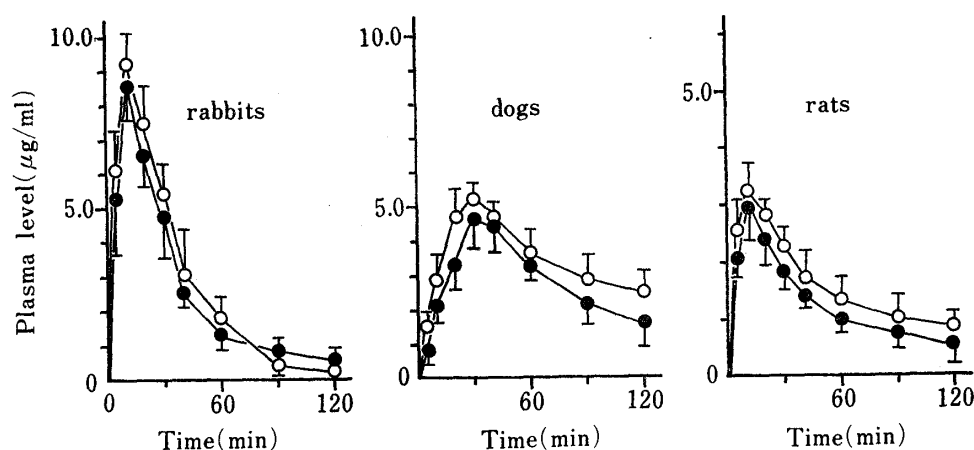 Plasma level(μg/ml)
10.0
5.0
0
rabbits
0 60 120
Time(min)
10.0
5.0
0
dogs
60 120
Time(min)
5.0
0
rats
60 120
Time(min)